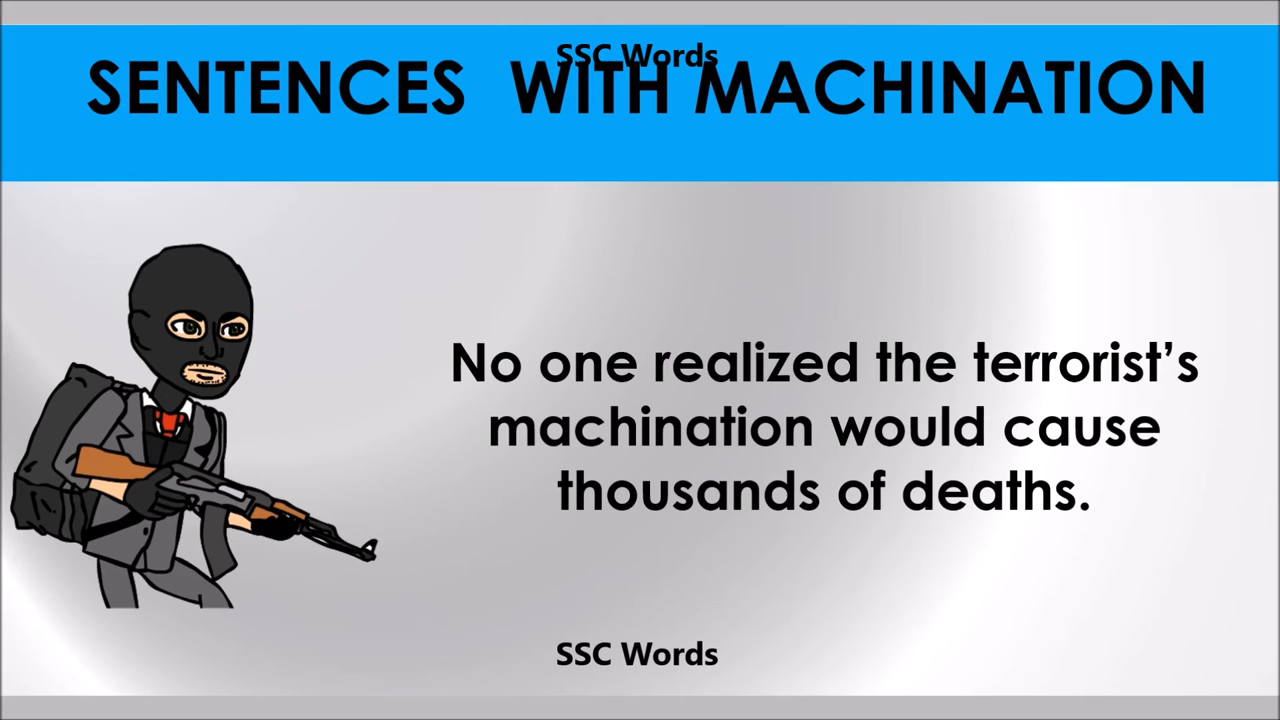 SSC Words
SENTENCES WITH MACHINATION
No one realized the terrorist’s
machination would cause
thousands of deaths.
SSC Words